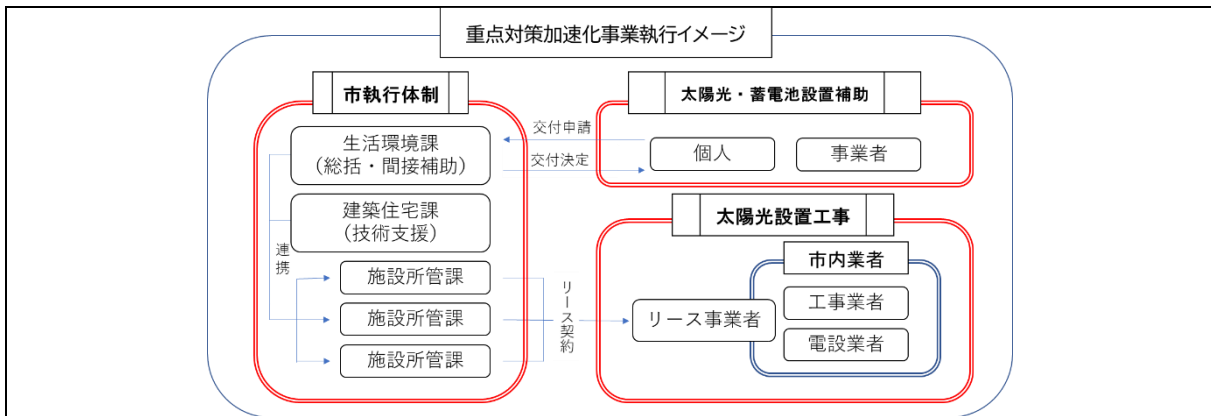 重点対策加速化事業執行イメージ
市執行体制
生活環境課
(総括・間接補助)
建築住宅課
(技術支援)
連携
施設所管課
施設所管課
施設所管課
交付申請
交付決定
太陽光・蓄電池設置補助
個人
事業者
リース契約
太陽光設置工事
リース事業者
市内業者
工事業者
電設業者